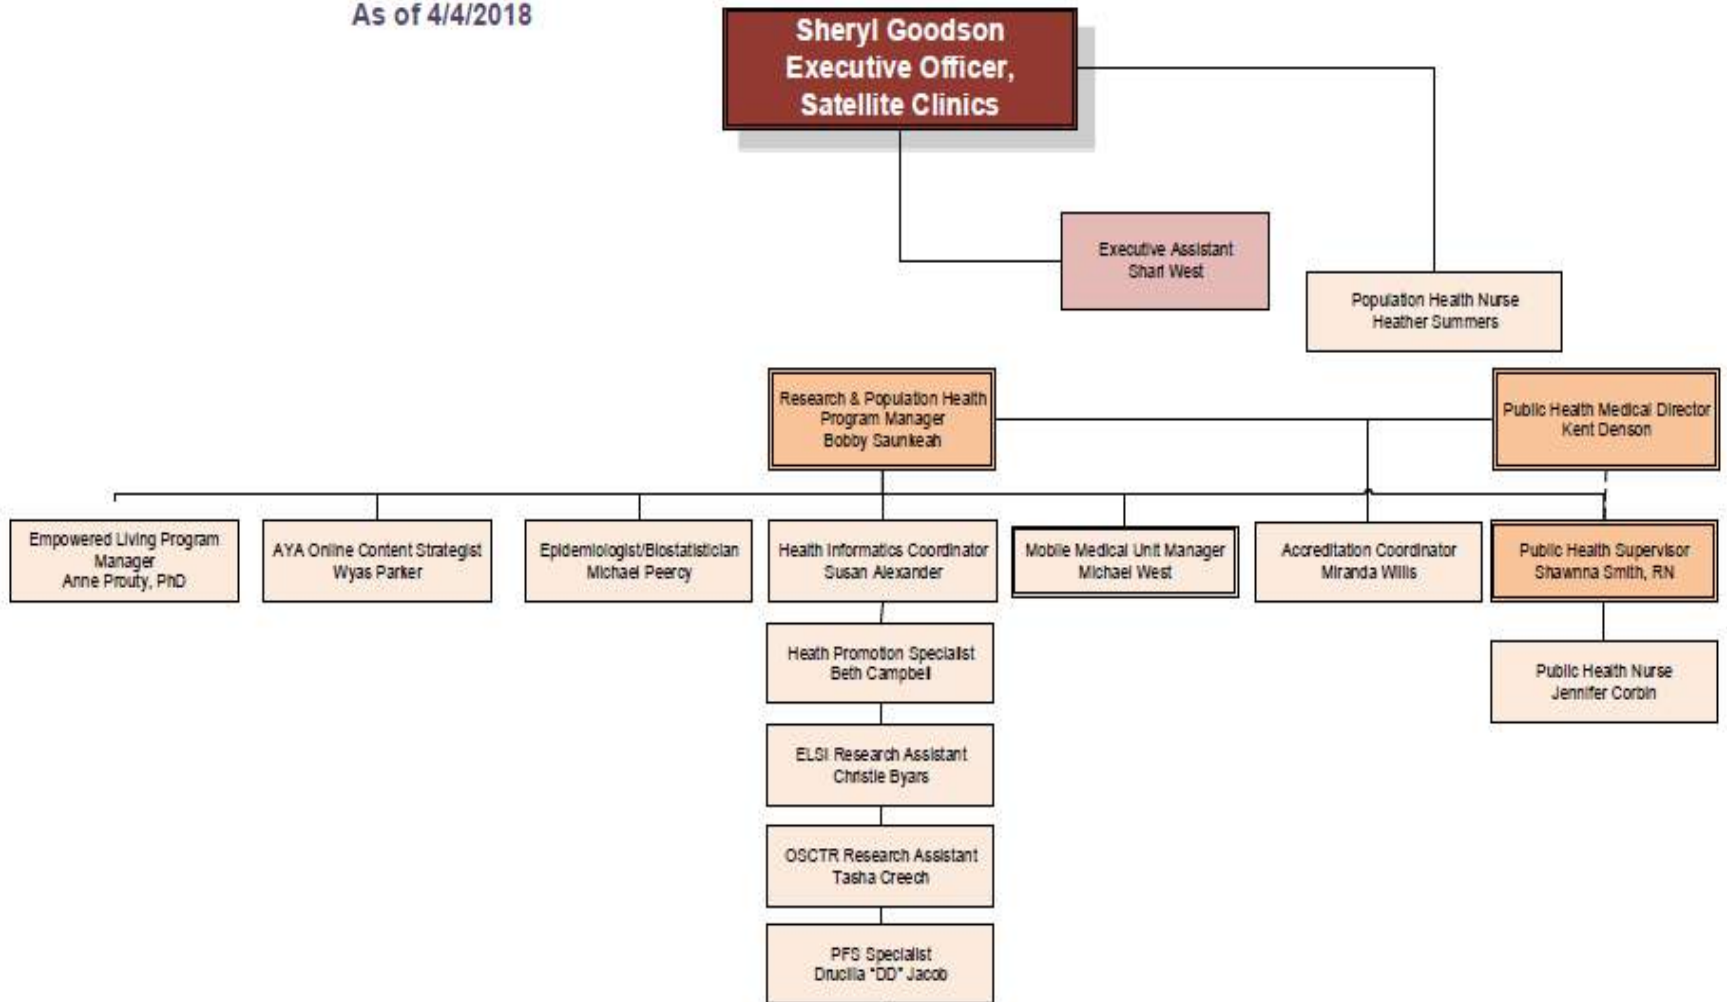 As of 4/4/2018
Sheryl Goodson
Executive Officer,
Satellite Clinics
Executive Assistant
Shari West
Population Health Nurse
Heather Summers
Research & Population Health
Program Manager
Bobby Saunkeah
Public Health Medical Director
Kent Denson
Empowered Living Program
Manager
Anne Prouty, PhD
AYA Online Content Strategist
Wyas Parker
Epidemiologist/Biostatistician
Michael Peercy
Health Informatics Coordinator
Susan Alexander
Mobile Medical Unit Manager
Michael West
Accreditation Coordinator
Miranda Willis
Public Health Supervisor
Shawnna Smith, RN
Heath Promotion Specialist
Beth Campbell
Public Health Nurse
Jennifer Corbin
ELSI Research Assistant
Christie Byars
OSCTR Research Assistant
Tasha Creech
PFS Specialist
Drucilla "DD" Jacob